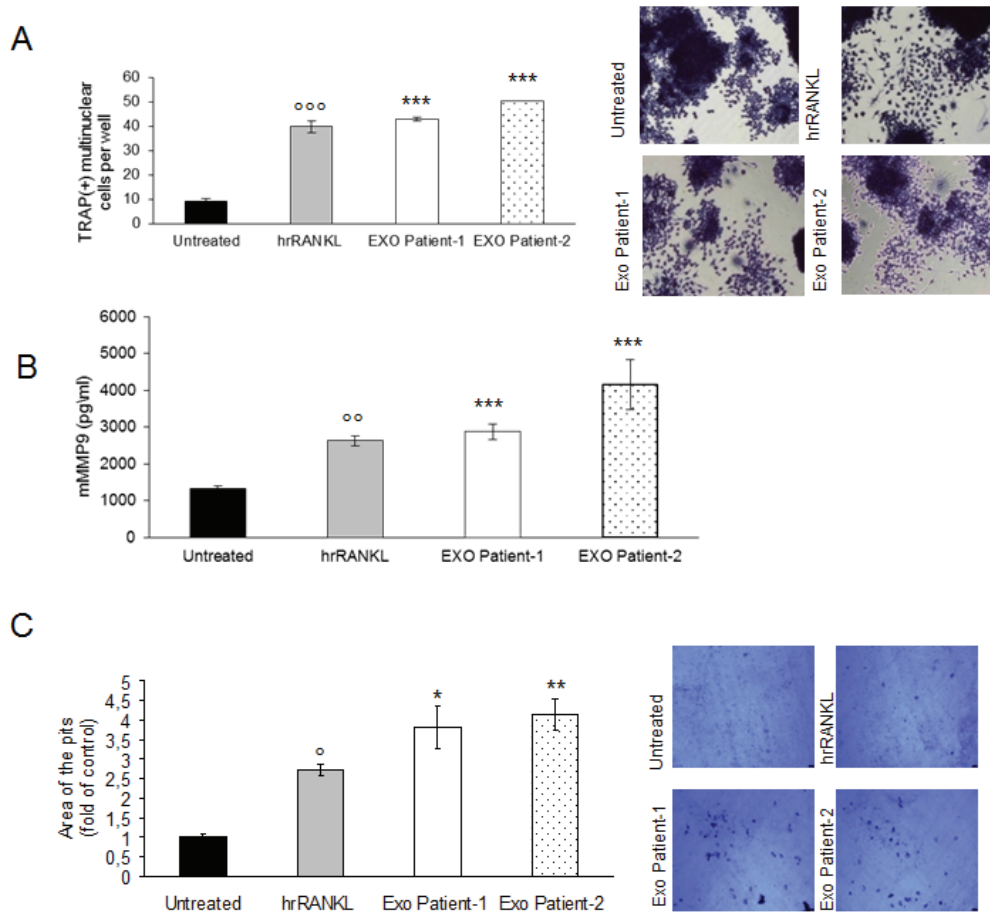 A
TRAP(+) multinuclear
cells per well
60
50
40
30
20
10
0
°°°
***
***
Untreated
hrRANKL
EXO Patient-1
EXO Patient-2
Untreated
hrRANKL
Exo Patient-1
Exo Patient-2
B
mMMP9 (pg\ml)
6000
5000
4000
3000
2000
1000
0
°°
***
***
Untreated
hrRANKL
EXO Patient-1
EXO Patient-2
C
Area of the pits
(fold of control)
5
4,5
4
3,5
3
2,5
2
1,5
1
0,5
0
°
*
**
Untreated
hrRANKL
Exo Patient-1
Exo Patient-2
Untreated
hrRANKL
Exo Patient-1
Exo Patient-2